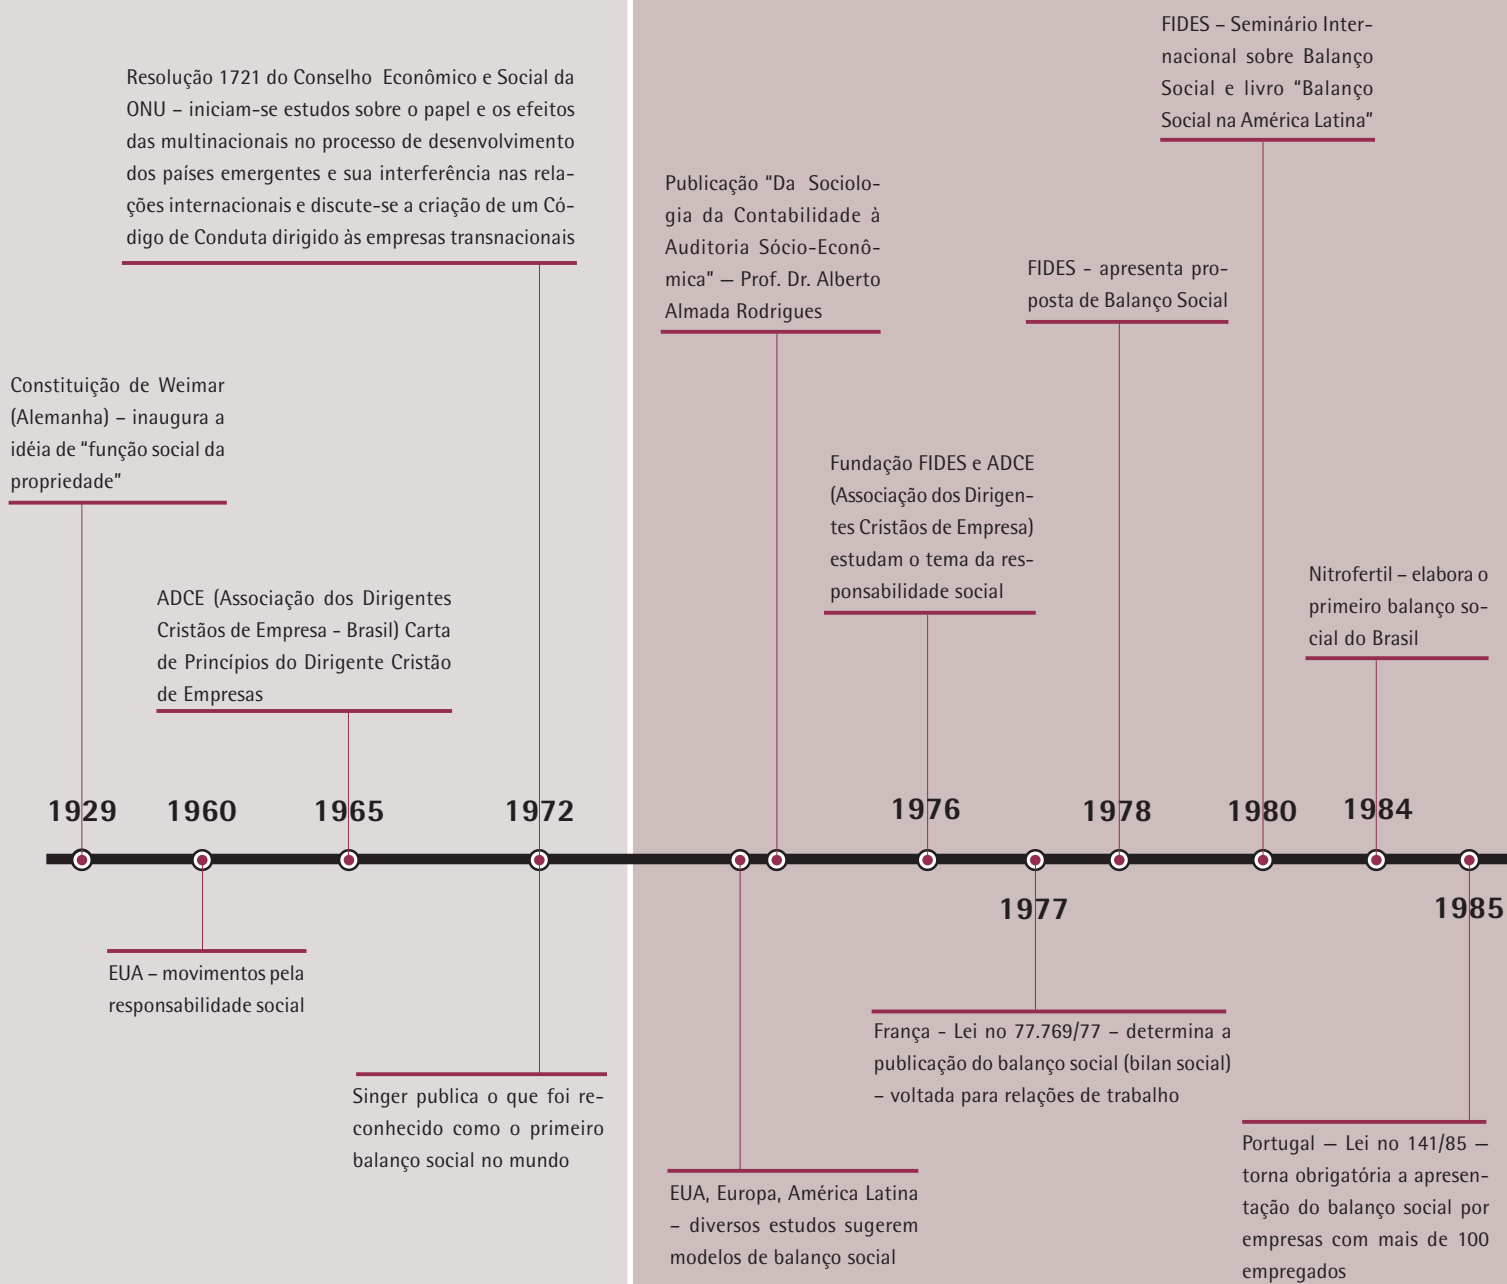 Resolução 1721 do Conselho Econômico e Social da
ONU – iniciam-se estudos sobre o papel e os efeitos
das multinacionais no processo de desenvolvimento
dos países emergentes e sua interferência nas rela-
ções internacionais e discute-se a criação de um Có-
digo de Conduta dirigido às empresas transnacionais
Constituição de Weimar
(Alemanha) – inaugura a
idéia de "função social da
propriedade"
ADCE (Associação dos Dirigentes
Cristãos de Empresa - Brasil) Carta
de Princípios do Dirigente Cristão
de Empresas
FIDES – Seminário Inter-
nacional sobre Balanço
Social e livro "Balanço
Social na América Latina"
Publicação "Da Sociolo-
gia da Contabilidade à
Auditoria Sócio-Econô-
mica" — Prof. Dr. Alberto
Almada Rodrigues
FIDES - apresenta pro-
posta de Balanço Social
Fundação FIDES e ADCE
(Associação dos Dirigen-
tes Cristãos de Empresa)
estudam o tema da res-
ponsabilidade social
Nitrofertil – elabora o
primeiro balanço so-
cial do Brasil
1929
1960
1965
1972
1976
1978
1980
1984
1977
1985
EUA – movimentos pela
responsabilidade social
Singer publica o que foi re-
conhecido como o primeiro
balanço social no mundo
EUA, Europa, América Latina
– diversos estudos sugerem
modelos de balanço social
França - Lei no 77.769/77 – determina a
publicação do balanço social (bilan social)
– voltada para relações de trabalho
Portugal — Lei no 141/85 —
torna obrigatória a apresen-
tação do balanço social por
empresas com mais de 100
empregados